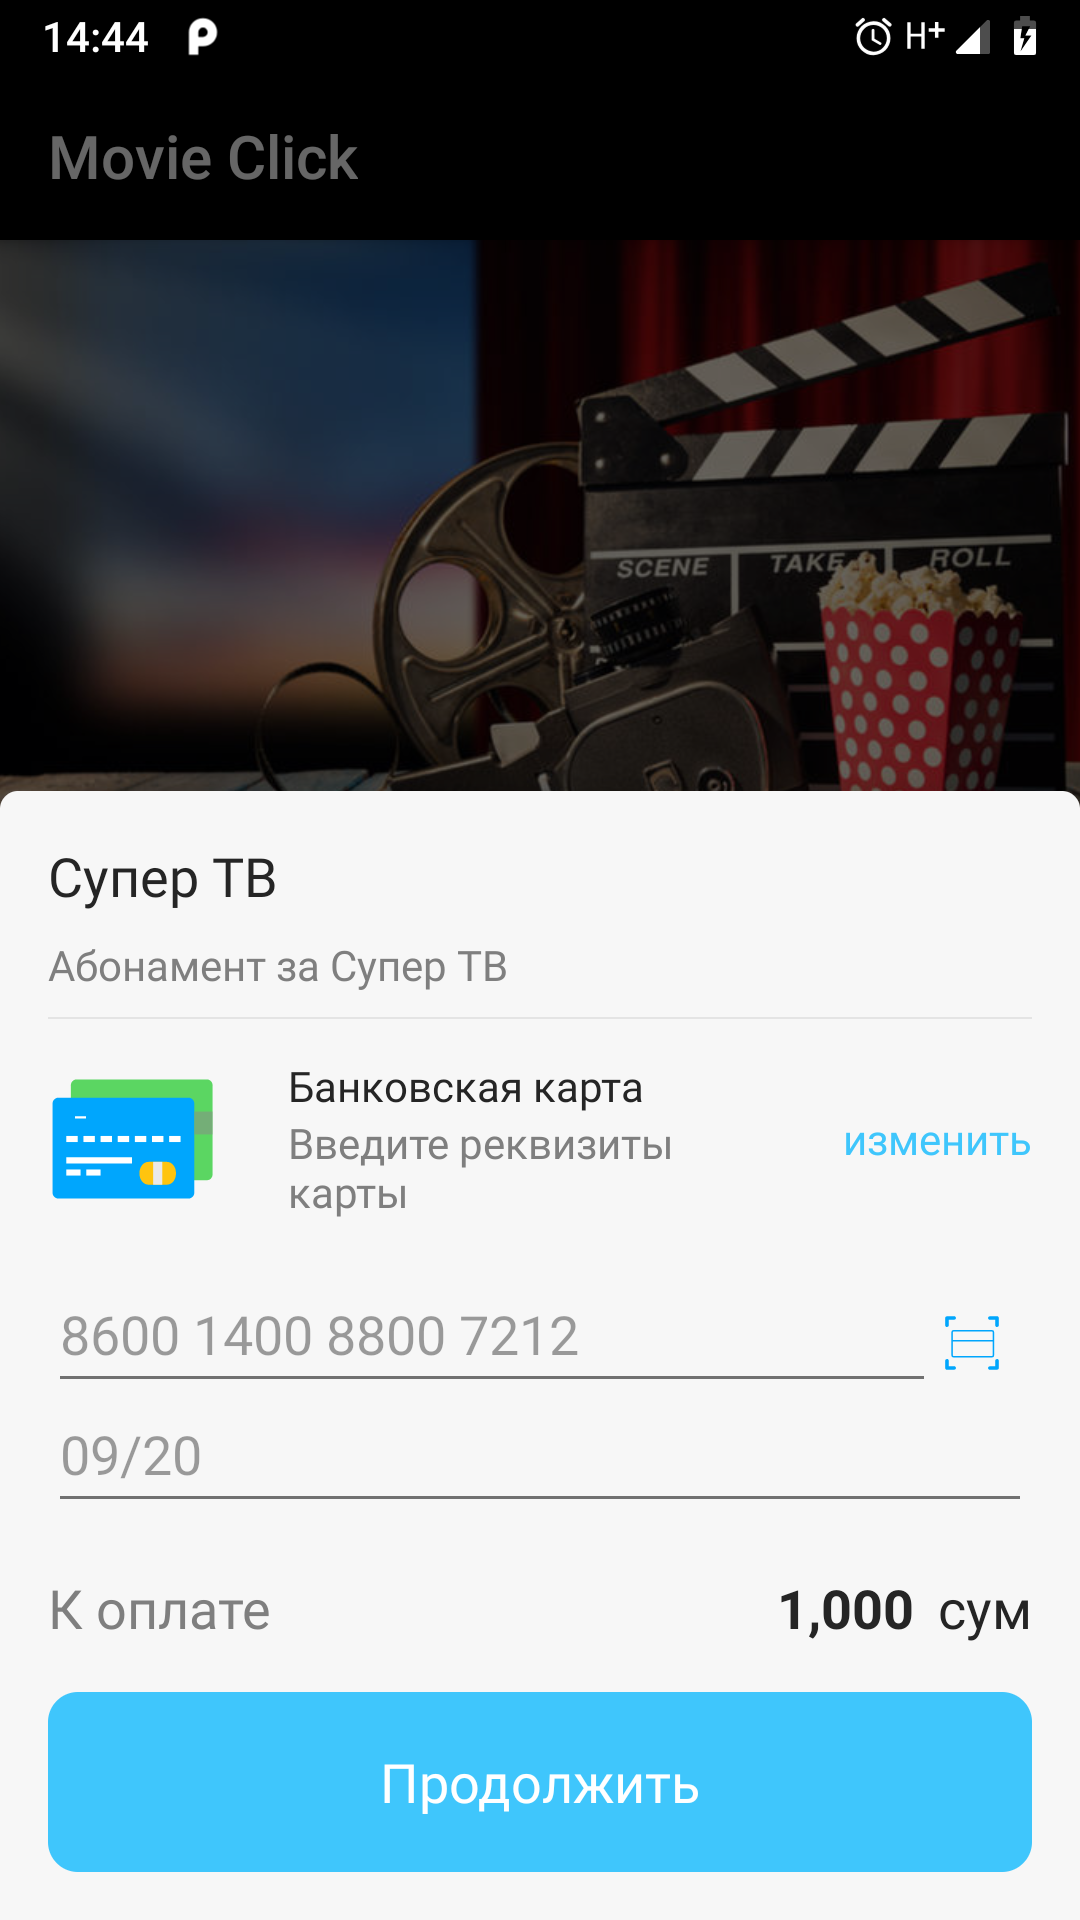 14:44
H+
Movie Click
SCENE TAKE ROLL
Супер ТВ
Абонамент за Супер ТВ
Банковская карта
Введите реквизиты
карты
изменить
8600 1400 8800 7212
09/20
К оплате
1,000 сум
Продолжить